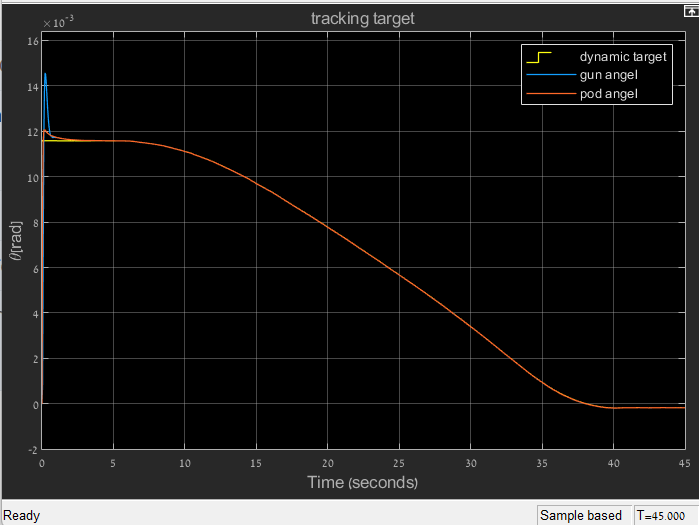 tracking target
×10⁻³
16
14
12
10
8
6
4
2
0
-2
θ[rad]
dynamic target
gun angel
pod angel
0 5 10 15 20 25 30 35 40 45
Time (seconds)
Ready
Sample based
T=45.000